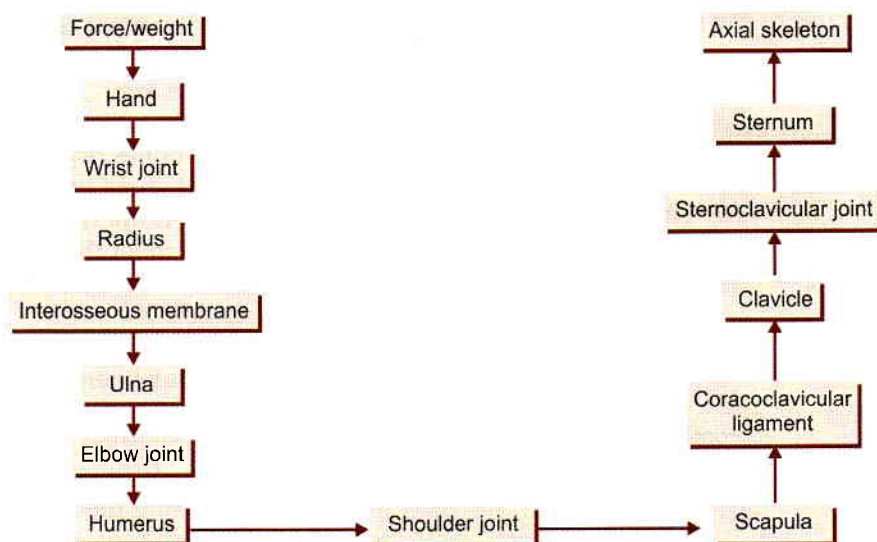 Force/weight
Hand
Wrist joint
Radius
Interosseous membrane
Ulna
Elbow joint
Humerus
Shoulder joint
Scapula
Coracoclavicular
ligament
Clavicle
Sternoclavicular joint
Sternum
Axial skeleton